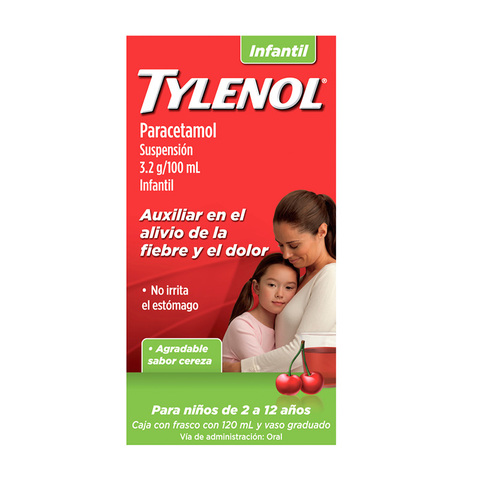 Infantil
TYLENOL®
Paracetamol
Suspensión
3.2 g/100 mL
Infantil
Auxiliar en el
alivio de la
fiebre y el dolor
• No irrita
el estómago
• Agradable
sabor cereza
Para niños de 2 a 12 años
Caja con frasco con 120 mL y vaso graduado
Vía de administración: Oral